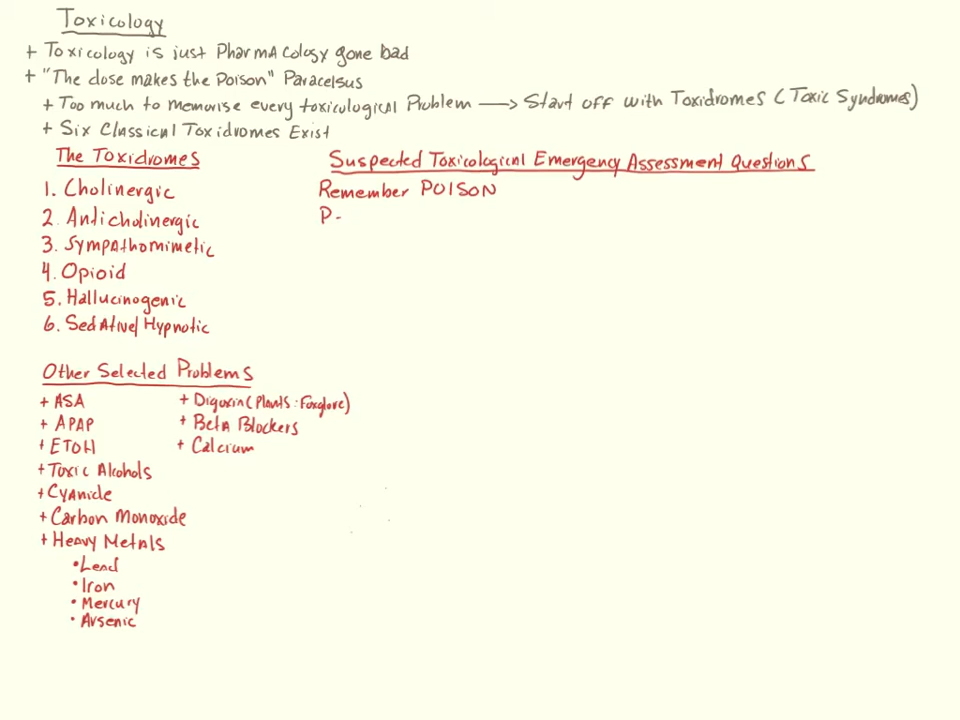 Toxicology
+ Toxicology is just Pharmacology gone bad
+ "The dose makes the Poison" Paracelsus
+ Too much to memorise every toxicological Problem → Start off with Toxidromes (Toxic Syndromes)
+ Six Classical Toxidromes Exist
The Toxidromes
1. Cholinergic
2. Anticholinergic
3. Sympathomimetic
4. Opioid
5. Hallucinogenic
6. Sedative/Hypnotic
Suspected Toxicological Emergency Assessment Questions
Remember POISON
P -
Other Selected Problems
+ ASA
+ APAP
+ ETOH
+ Toxic Alcohols
+ Cyanide
+ Carbon Monoxide
+ Heavy Metals
• Lead
• Iron
• Mercury
• Arsenic
+ Digoxin (Plants: Foxglove)
+ Beta Blockers
+ Calcium